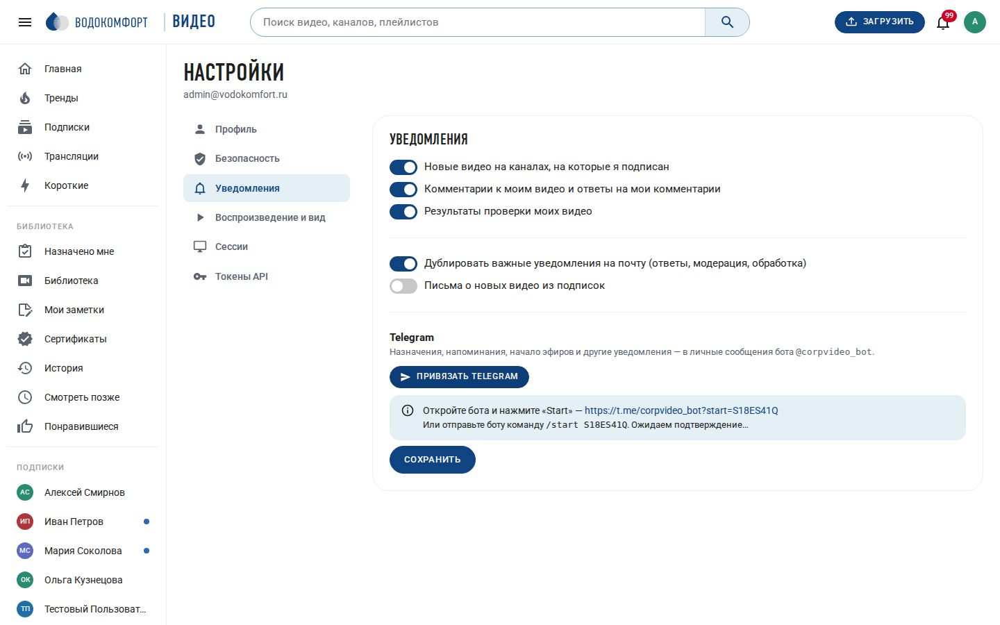 ВОДОКОМФОРТ ВИДЕО
Поиск видео, каналов, плейлистов
ЗАГРУЗИТЬ
99
А
Главная
Тренды
Подписки
Трансляции
Короткие
БИБЛИОТЕКА
Назначено мне
Библиотека
Мои заметки
Сертификаты
История
Смотреть позже
Понравившиеся
ПОДПИСКИ
АС Алексей Смирнов
ИП Иван Петров
МС Мария Соколова
ОК Ольга Кузнецова
ТП Тестовый Пользоват...
НАСТРОЙКИ
admin@vodokomfort.ru
Профиль
Безопасность
Уведомления
Воспроизведение и вид
Сессии
Токены API
УВЕДОМЛЕНИЯ
Новые видео на каналах, на которые я подписан
Комментарии к моим видео и ответы на мои комментарии
Результаты проверки моих видео
Дублировать важные уведомления на почту (ответы, модерация, обработка)
Письма о новых видео из подписок
Telegram
Назначения, напоминания, начало эфиров и другие уведомления — в личные сообщения бота @corpvideo_bot.
ПРИВЯЗАТЬ TELEGRAM
Откройте бота и нажмите «Start» — https://t.me/corpvideo_bot?start=S18ES41Q
Или отправьте боту команду /start S18ES41Q. Ожидаем подтверждение…
СОХРАНИТЬ